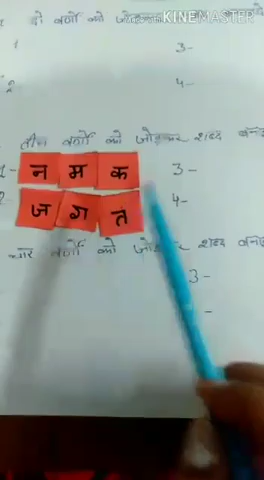 दो वर्णों को जोड़कर
KINEMASTER
1 3-
2 4-
तीन वर्णों को जोड़कर शब्द बनाइ
1- न म क 3-
2- ज ग त 4-
चार वर्णों को जोड़कर शब्द बनाइ
3-
-